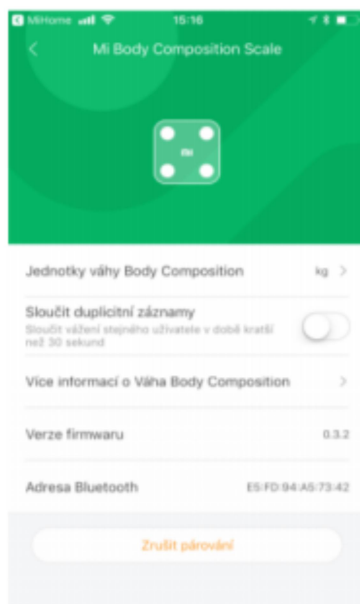 MiHome 15:16
Mi Body Composition Scale
mi
Jednotky váhy Body Composition kg
Sloučit duplicitní záznamy
Sloučit vážení stejného uživatele v době kratší
než 30 sekund
Více informací o Váha Body Composition
Verze firmwaru 0.3.2
Adresa Bluetooth E5:FD:94:A5:73:42
Zrušit párování